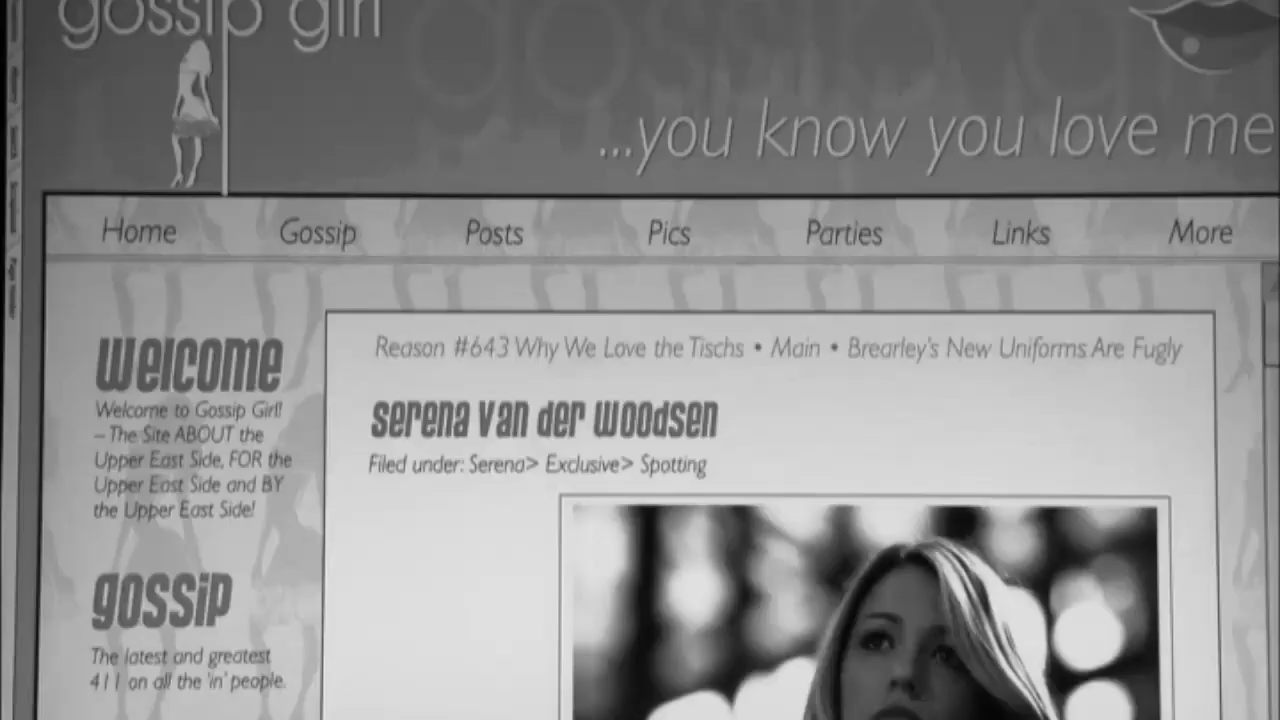 gossip girl
...you know you love me
Home Gossip Posts Pics Parties Links More
welcome
Welcome to Gossip Girl!
– The Site ABOUT the
Upper East Side, FOR the
Upper East Side and BY
the Upper East Side!
gossip
The latest and greatest
411 on all the 'in' people.
Reason #643 Why We Love the Tischs • Main • Brearley's New Uniforms Are Fugly
serena van der woodsen
Filed under: Serena> Exclusive> Spotting